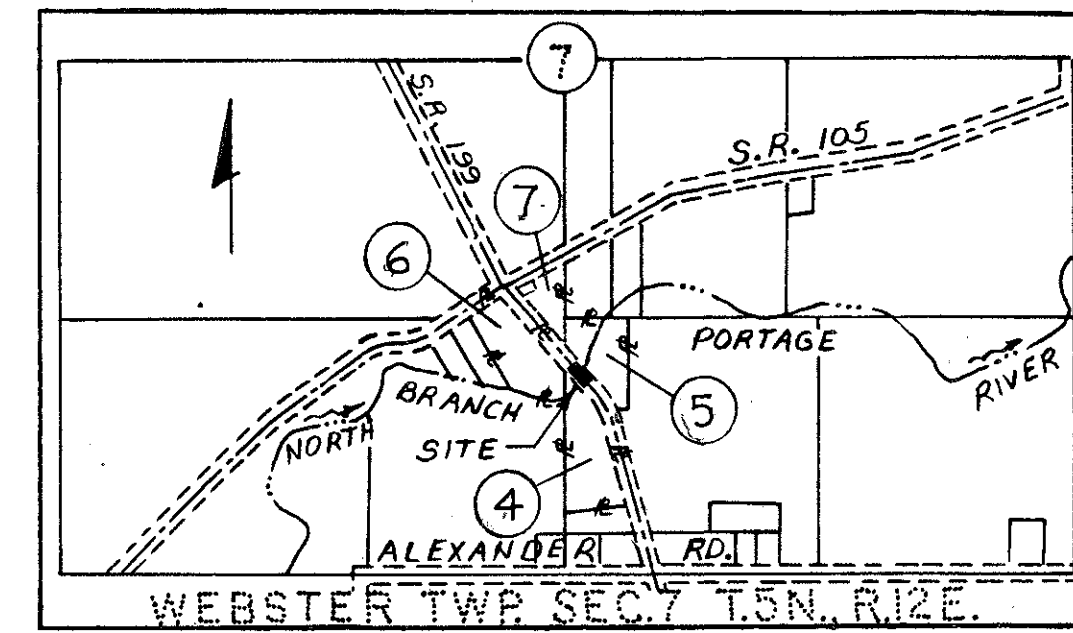 7
S.R. 199
S.R. 105
7
6
PORTAGE
RIVER
BRANCH
NORTH
5
SITE
4
ALEXANDER RD.
WEBSTER TWP. SEC.7 T.5N., R.12E.